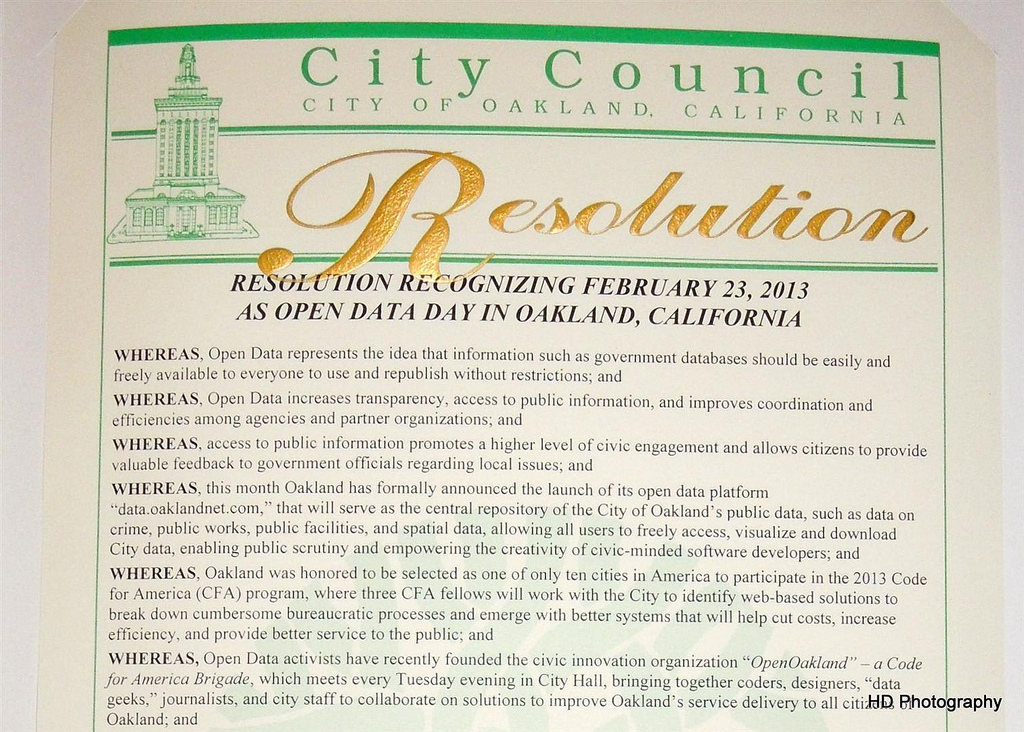 City Council
CITY OF OAKLAND, CALIFORNIA
Resolution
RESOLUTION RECOGNIZING FEBRUARY 23, 2013
AS OPEN DATA DAY IN OAKLAND, CALIFORNIA
WHEREAS, Open Data represents the idea that information such as government databases should be easily and
freely available to everyone to use and republish without restrictions; and
WHEREAS, Open Data increases transparency, access to public information, and improves coordination and
efficiencies among agencies and partner organizations; and
WHEREAS, access to public information promotes a higher level of civic engagement and allows citizens to provide
valuable feedback to government officials regarding local issues; and
WHEREAS, this month Oakland has formally announced the launch of its open data platform
“data.oaklandnet.com,” that will serve as the central repository of the City of Oakland’s public data, such as data on
crime, public works, public facilities, and spatial data, allowing all users to freely access, visualize and download
City data, enabling public scrutiny and empowering the creativity of civic-minded software developers; and
WHEREAS, Oakland was honored to be selected as one of only ten cities in America to participate in the 2013 Code
for America (CFA) program, where three CFA fellows will work with the City to identify web-based solutions to
break down cumbersome bureaucratic processes and emerge with better systems that will help cut costs, increase
efficiency, and provide better service to the public; and
WHEREAS, Open Data activists have recently founded the civic innovation organization “OpenOakland” – a Code
for America Brigade, which meets every Tuesday evening in City Hall, bringing together coders, designers, “data
geeks,” journalists, and city staff to collaborate on solutions to improve Oakland’s service delivery to all citizens of
Oakland; and
HD Photography